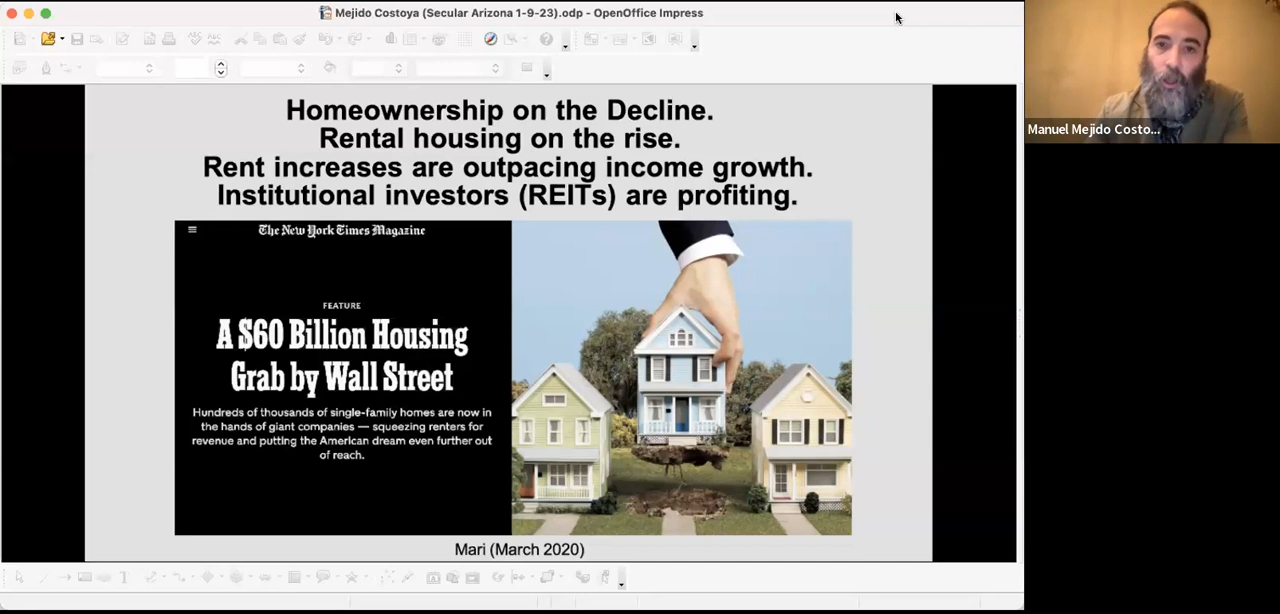 Mejido Costoya (Secular Arizona 1-9-23).odp - OpenOffice Impress
Homeownership on the Decline.
Rental housing on the rise.
Rent increases are outpacing income growth.
Institutional investors (REITs) are profiting.
The New York Times Magazine
FEATURE
A $60 Billion Housing
Grab by Wall Street
Hundreds of thousands of single-family homes are now in
the hands of giant companies — squeezing renters for
revenue and putting the American dream even further out
of reach.
Mari (March 2020)
Manuel Mejido Costo...